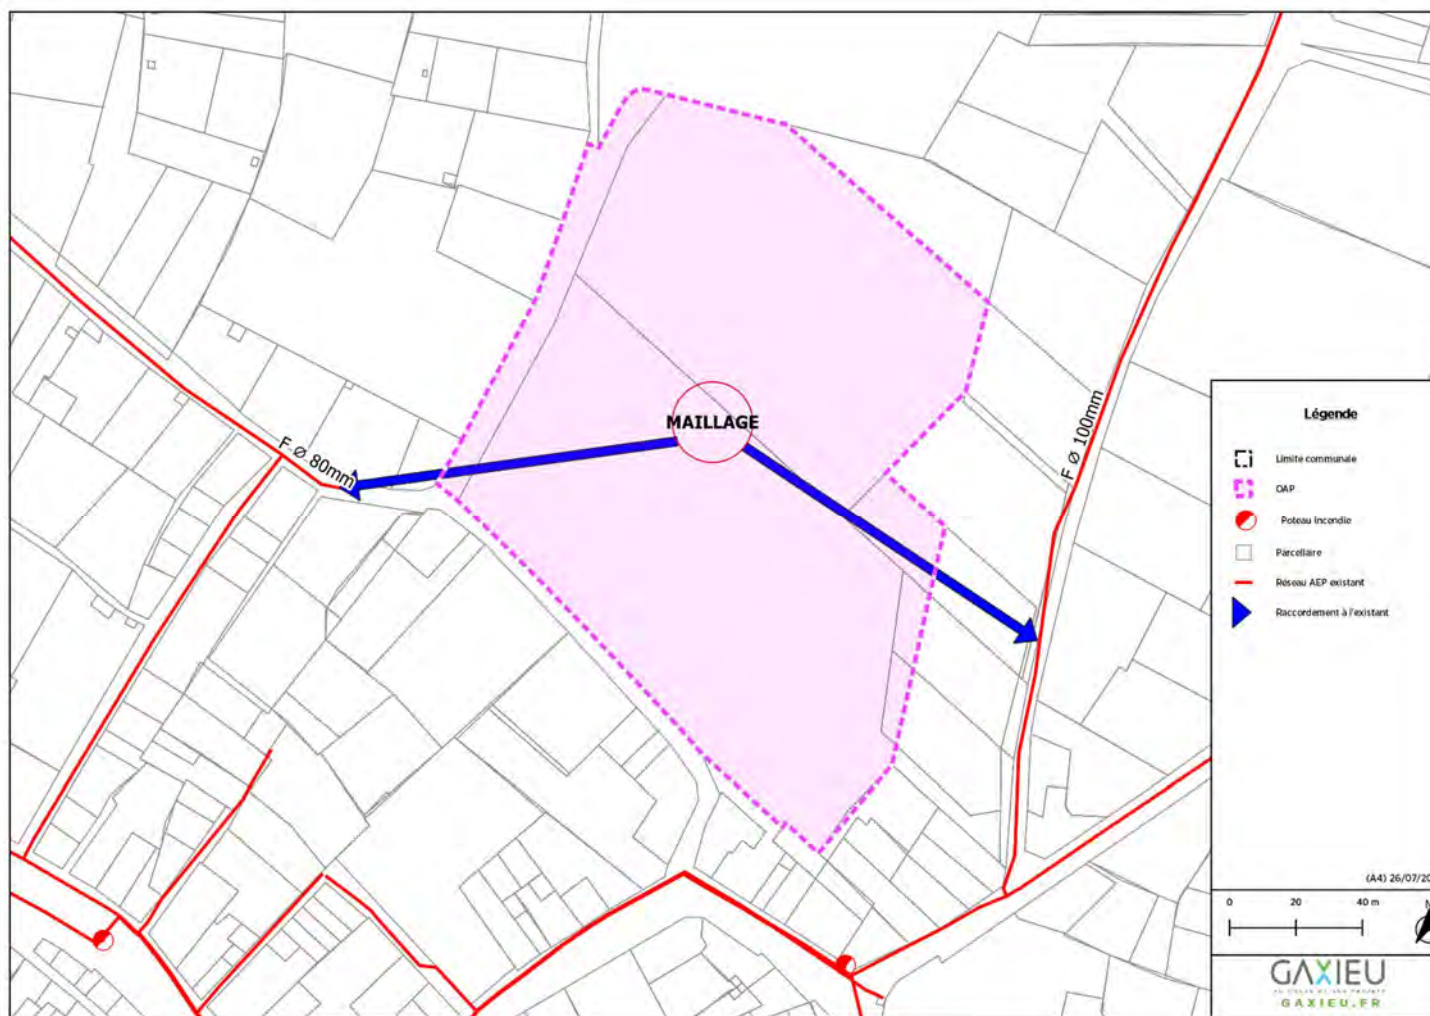 MAILLAGE
F Ø 80mm
F Ø 100mm
Légende
Limite communale
OAP
Poteau Incendie
Parcellaire
Réseau AEP existant
Raccordement à l'existant
(A4) 26/07/20
0 20 40 m
N
GAXIEU
GAXIEU.FR